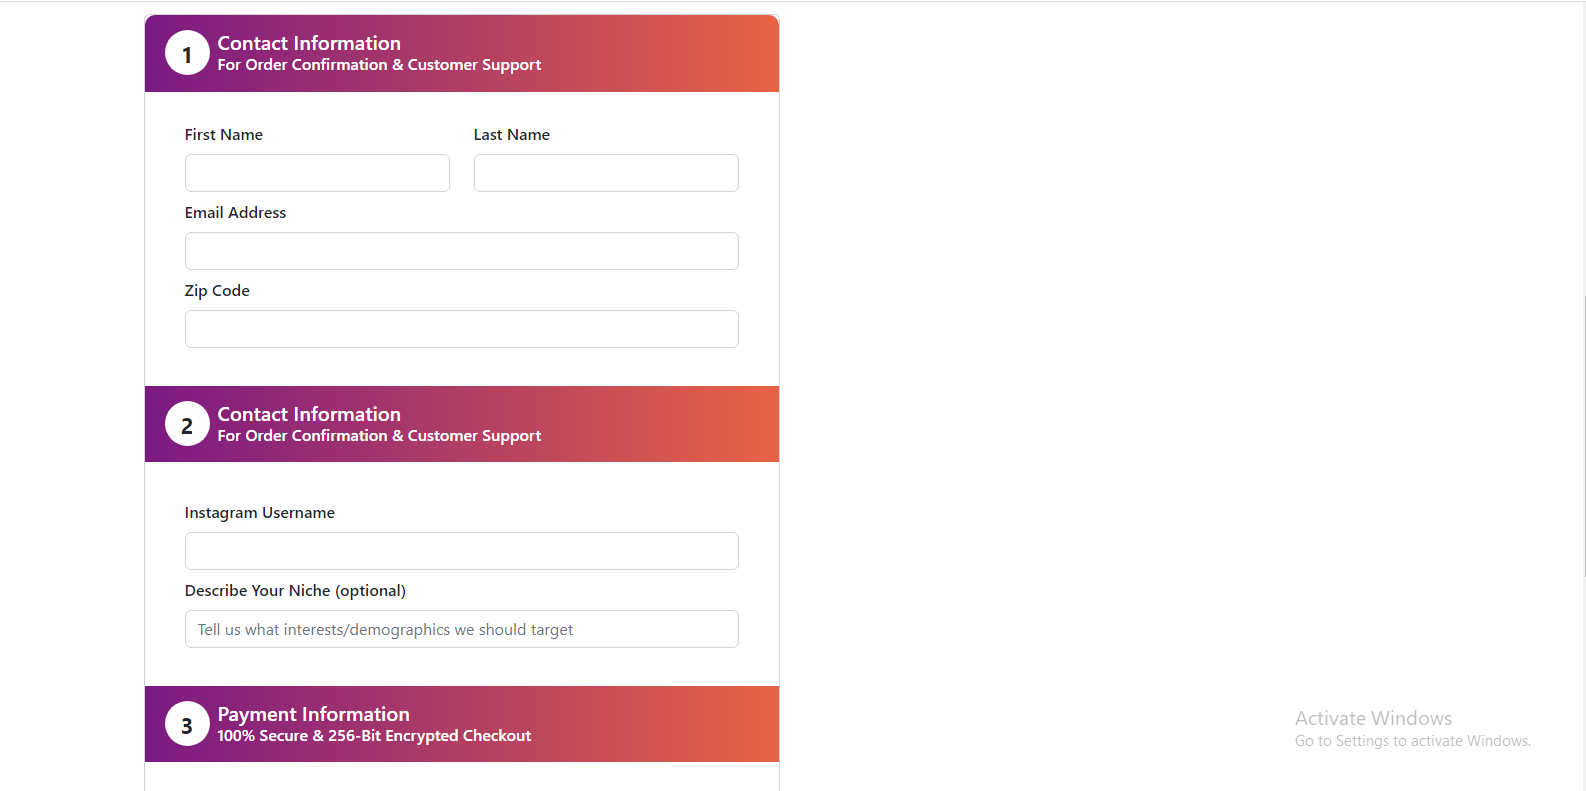 1
Contact Information
For Order Confirmation & Customer Support
First Name
Last Name
Email Address
Zip Code
2
Contact Information
For Order Confirmation & Customer Support
Instagram Username
Describe Your Niche (optional)
Tell us what interests/demographics we should target
3
Payment Information
100% Secure & 256-Bit Encrypted Checkout
Activate Windows
Go to Settings to activate Windows.